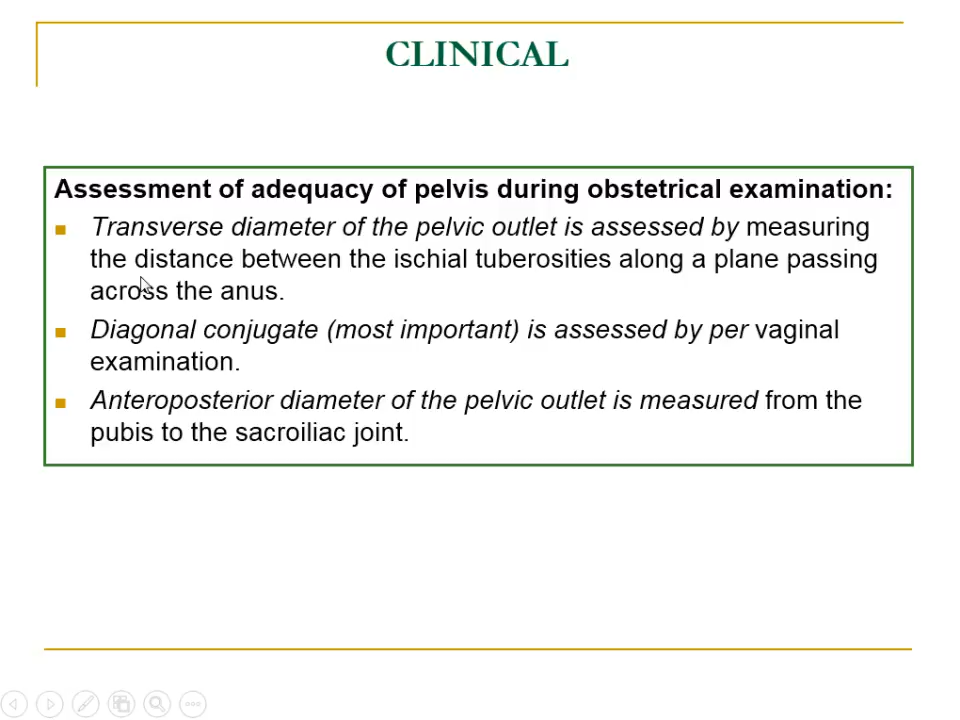 CLINICAL
Assessment of adequacy of pelvis during obstetrical examination:
Transverse diameter of the pelvic outlet is assessed by measuring
the distance between the ischial tuberosities along a plane passing
across the anus.
Diagonal conjugate (most important) is assessed by per vaginal
examination.
Anteroposterior diameter of the pelvic outlet is measured from the
pubis to the sacroiliac joint.